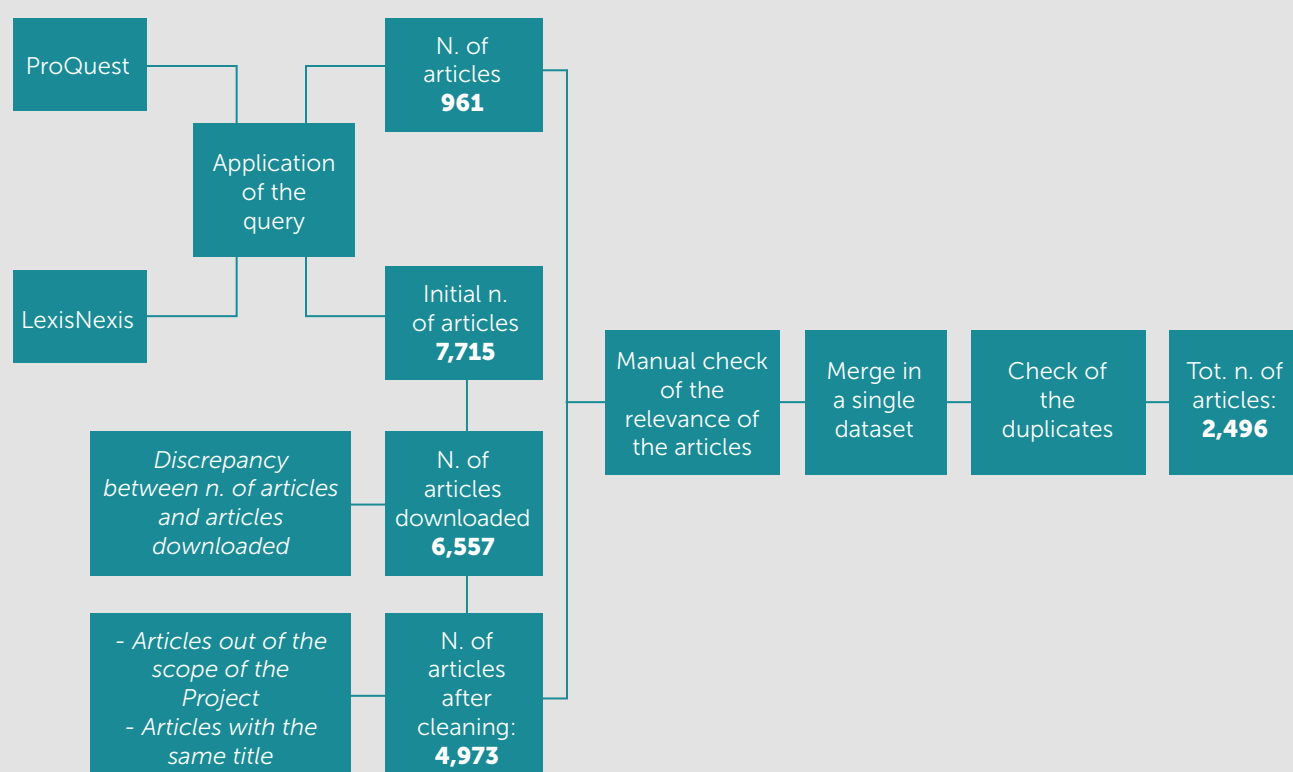 ProQuest
N. of
articles
961
Application
of the
query
LexisNexis
Initial n.
of articles
7,715
Discrepancy
between n. of articles
and articles
downloaded
N. of
articles
downloaded
6,557
- Articles out of the
scope of the
Project
- Articles with the
same title
N. of
articles
after
cleaning:
4,973
Manual check
of the
relevance of
the articles
Merge in
a single
dataset
Check of
the
duplicates
Tot. n. of
articles:
2,496